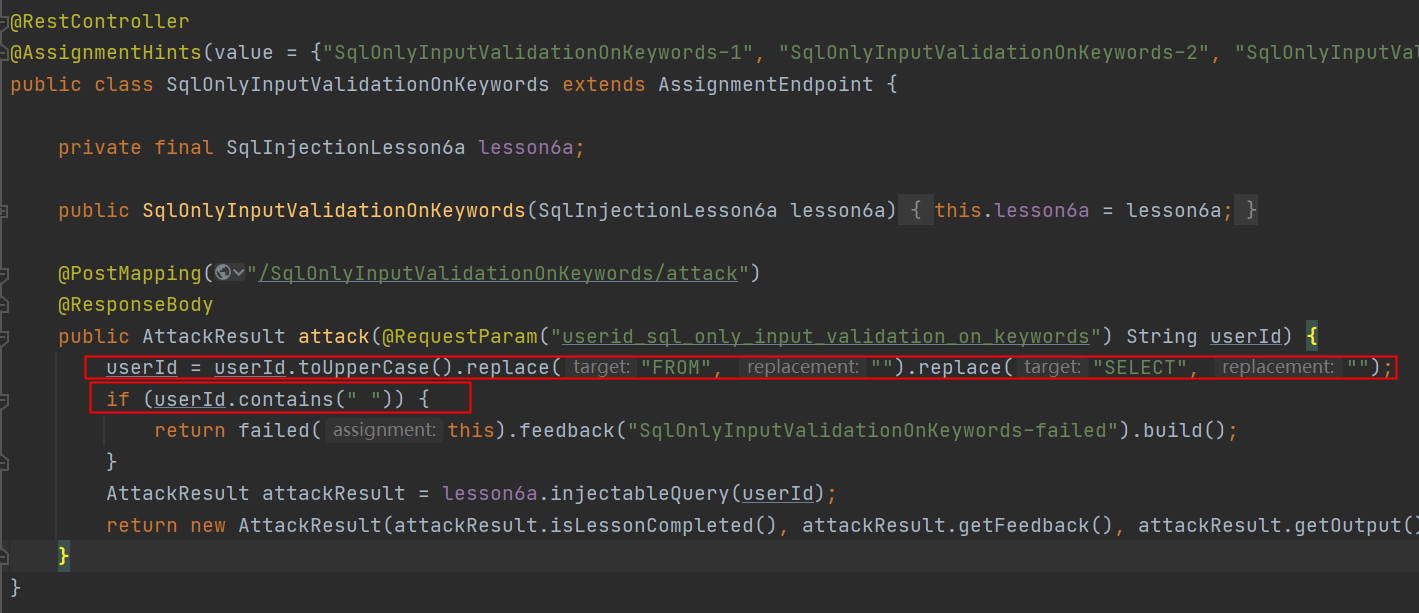 @RestController
@AssignmentHints(value = {"SqlOnlyInputValidationOnKeywords-1", "SqlOnlyInputValidationOnKeywords-2", "SqlOnlyInputVal
public class SqlOnlyInputValidationOnKeywords extends AssignmentEndpoint {
private final SqlInjectionLesson6a lesson6a;
public SqlOnlyInputValidationOnKeywords(SqlInjectionLesson6a lesson6a) { this.lesson6a = lesson6a; }
@PostMapping("/SqlOnlyInputValidationOnKeywords/attack")
@ResponseBody
public AttackResult attack(@RequestParam("userid_sql_only_input_validation_on_keywords") String userId) {
userId = userId.toUpperCase().replace( target: "FROM", replacement: "").replace( target: "SELECT", replacement: "");
if (userId.contains(" ")) {
return failed( assignment: this).feedback("SqlOnlyInputValidationOnKeywords-failed").build();
}
AttackResult attackResult = lesson6a.injectableQuery(userId);
return new AttackResult(attackResult.isLessonCompleted(), attackResult.getFeedback(), attackResult.getOutput()
}
}